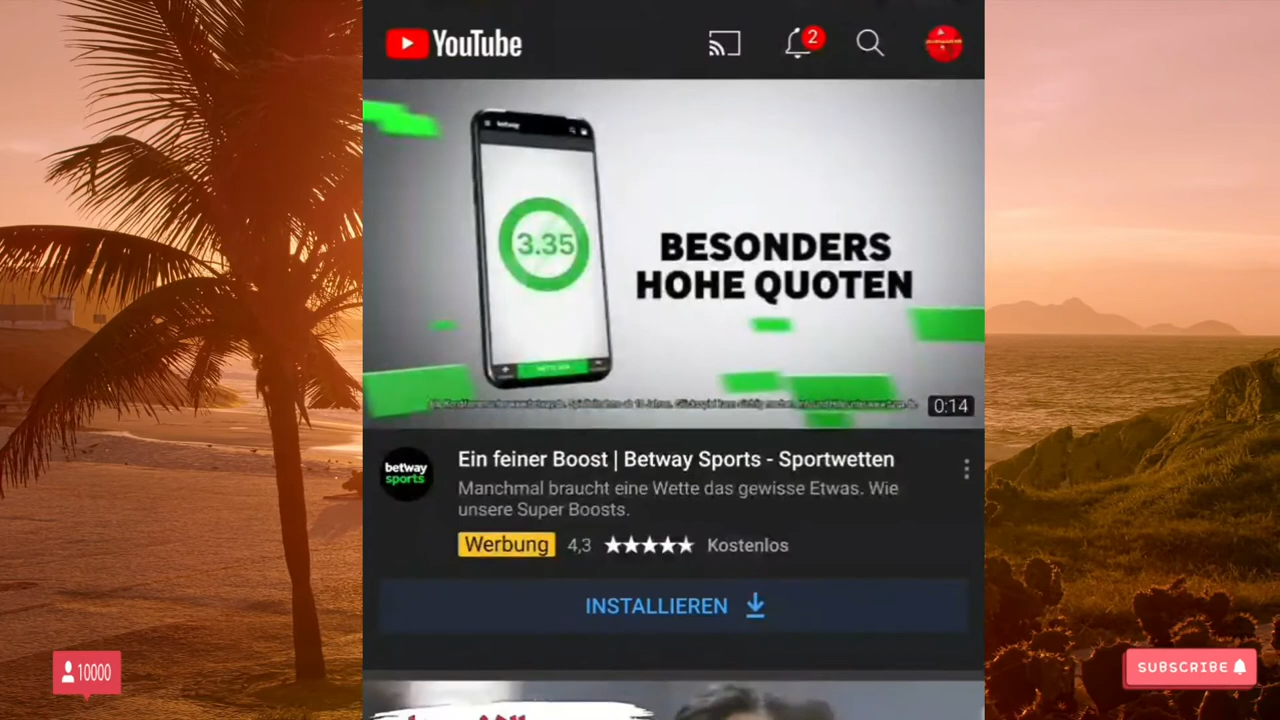 YouTube
2
betway
3.35
BESONDERS
HOHE QUOTEN
0:14
betway
sports
Ein feiner Boost | Betway Sports - Sportwetten
Manchmal braucht eine Wette das gewisse Etwas. Wie
unsere Super Boosts.
Werbung 4,3 ★★★★★ Kostenlos
INSTALLIEREN
10000
SUBSCRIBE